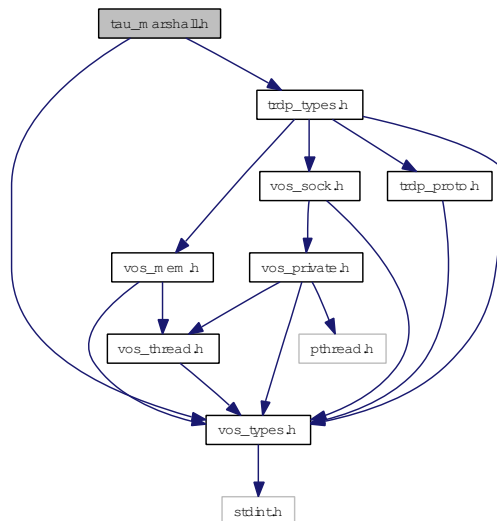 tau_marshall.h
trdp_types.h
vos_sock.h
trdp_proto.h
vos_mem.h
vos_private.h
vos_thread.h
pthread.h
vos_types.h
stdint.h